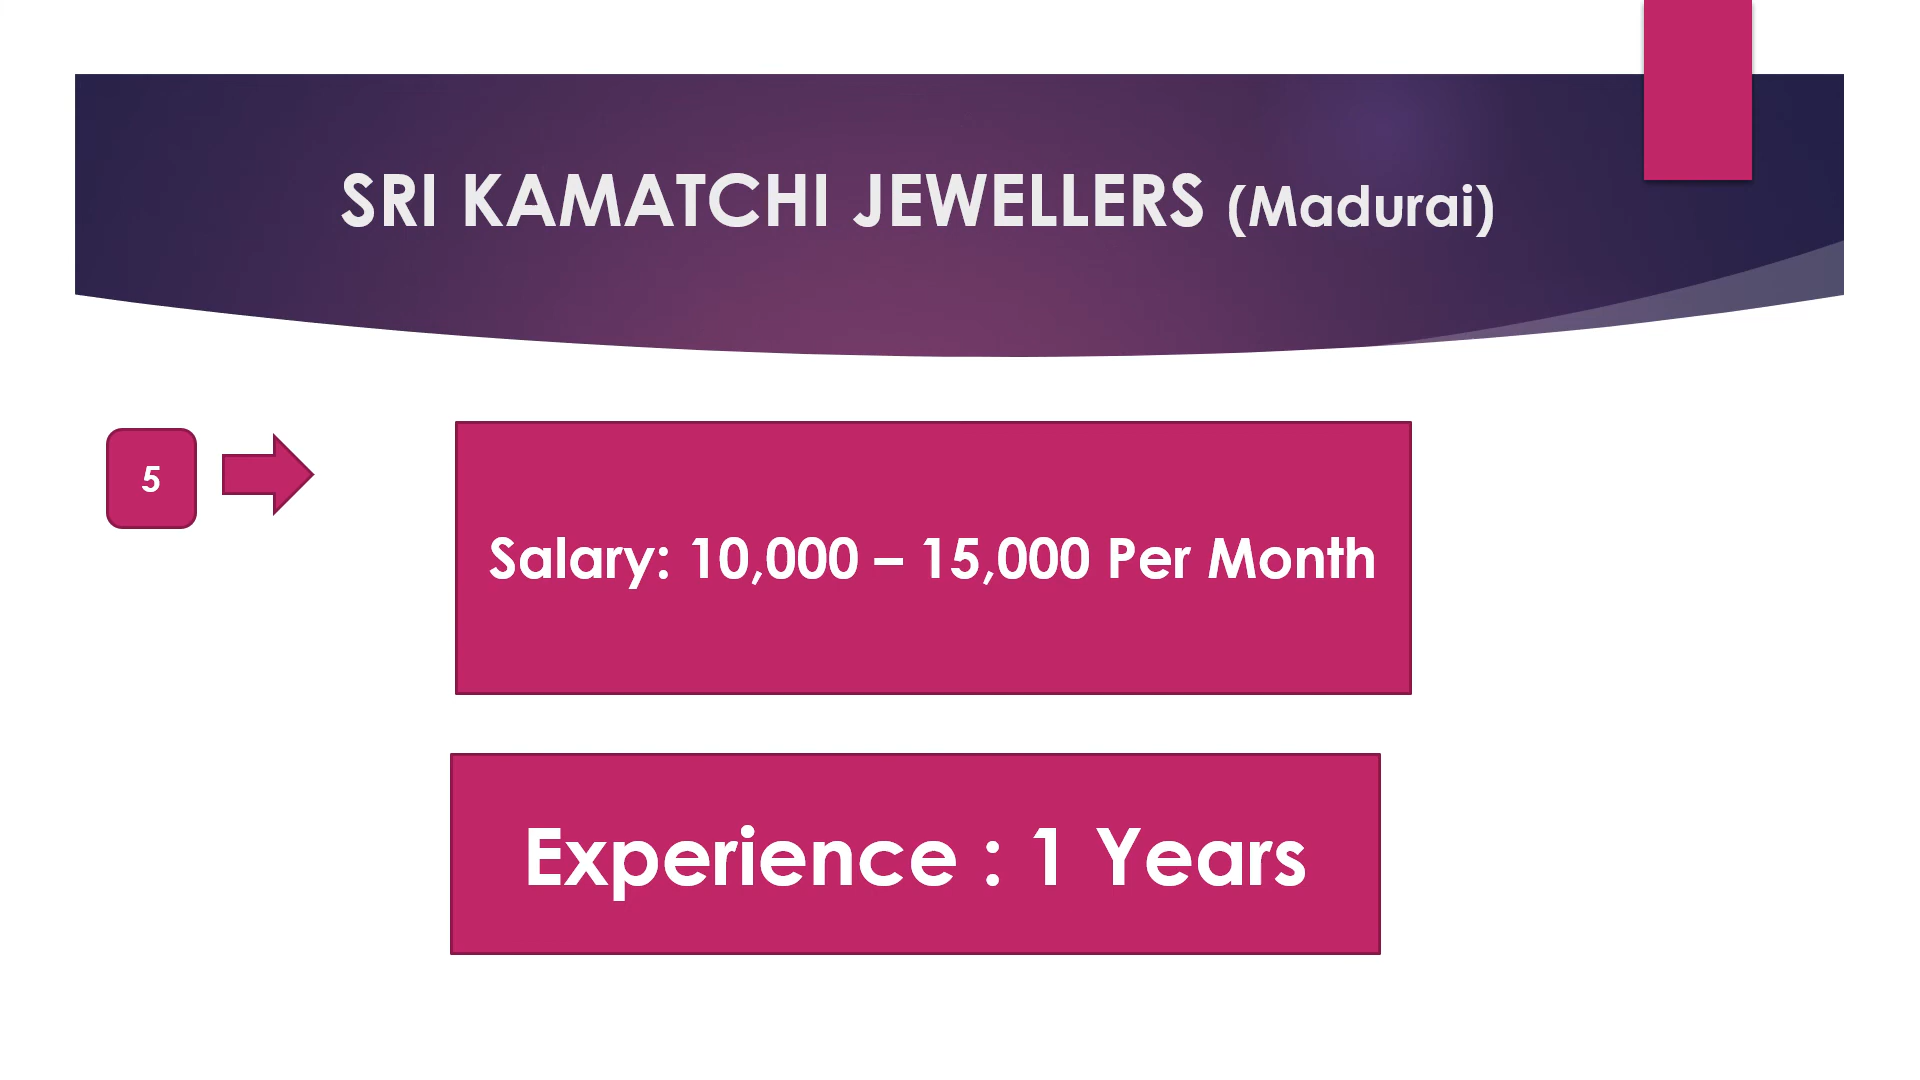 SRI KAMATCHI JEWELLERS (Madurai)
5
Salary: 10,000 – 15,000 Per Month
Experience : 1 Years